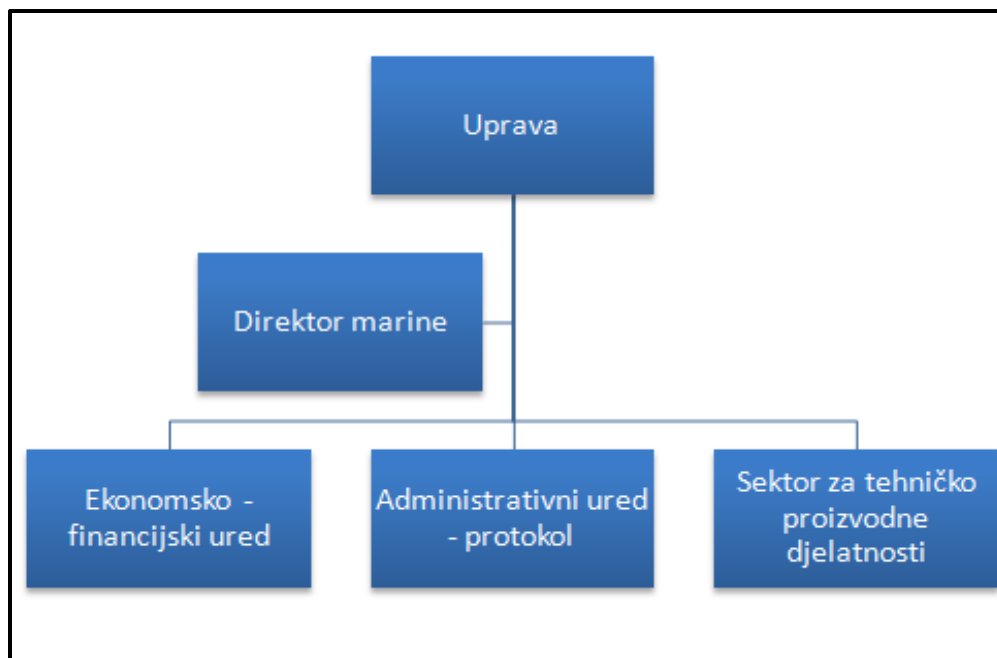 Uprava
Direktor marine
Ekonomsko -
financijski ured
Administrativni ured
- protokol
Sektor za tehničko
proizvodne
djelatnosti